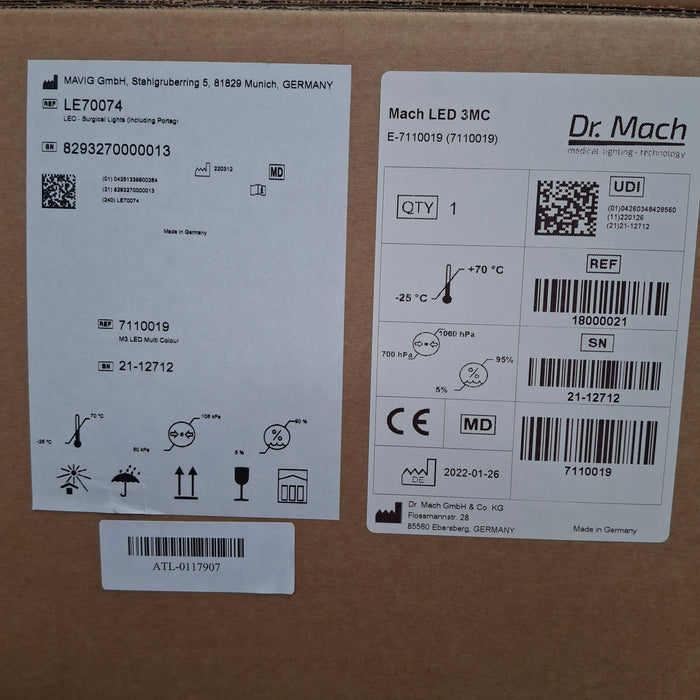 MAVIG GmbH, Stahlgruberring 5, 81829 Munich, GERMANY
REF LE70074
LED - Surgical Lights (including Portagr
SN 8293270000013
220312
MD
(01) 04251339900264
(21) 8293270000013
(240) LE70074
Made in Germany
REF 7110019
M3 LED Multi Colour
SN 21-12712
70 °C
-25 °C
106 kPa
50 kPa
90 %
5 %
ATL-0117907
Mach LED 3MC
E-7110019 (7110019)
Dr. Mach
medical lighting · technology
QTY 1
UDI
(01)04260348428560
(11)220126
(21)21-12712
+70 °C
-25 °C
REF
18000021
1060 hPa
700 hPa
95%
%
5%
SN
21-12712
CE
MD
7110019
DE
2022-01-26
Dr. Mach GmbH & Co. KG
Flossmannstr. 28
85560 Ebersberg, GERMANY
Made in Germany